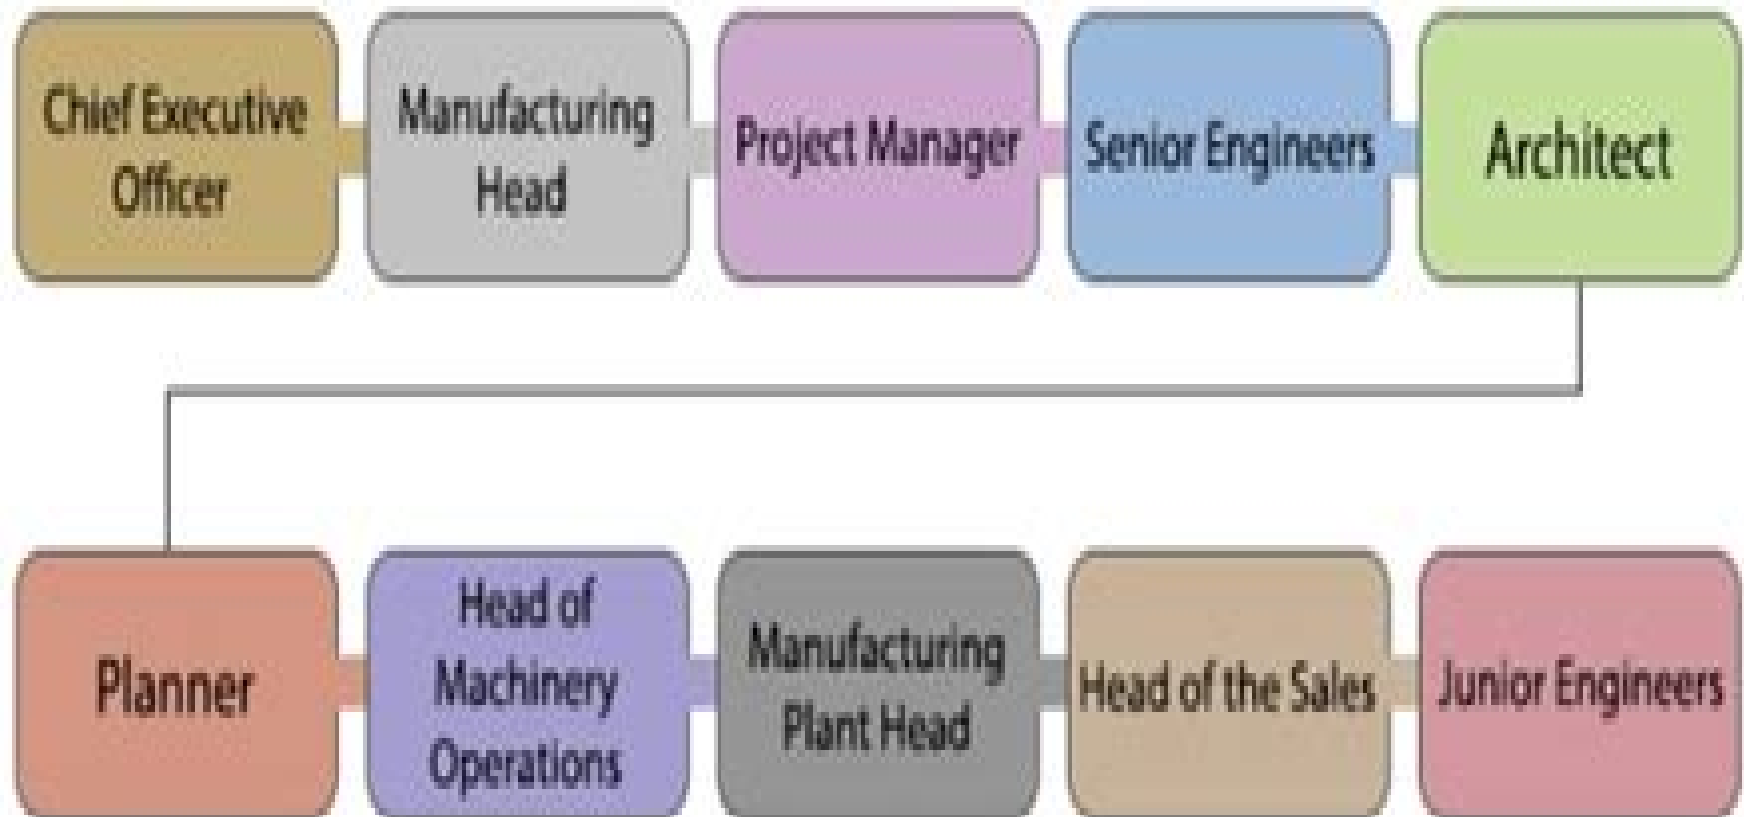 Chief Executive
Officer
Manufacturing
Head
Project Manager
Senior Engineers
Architect
Planner
Head of
Machinery
Operations
Manufacturing
Plant Head
Head of the Sales
Junior Engineers